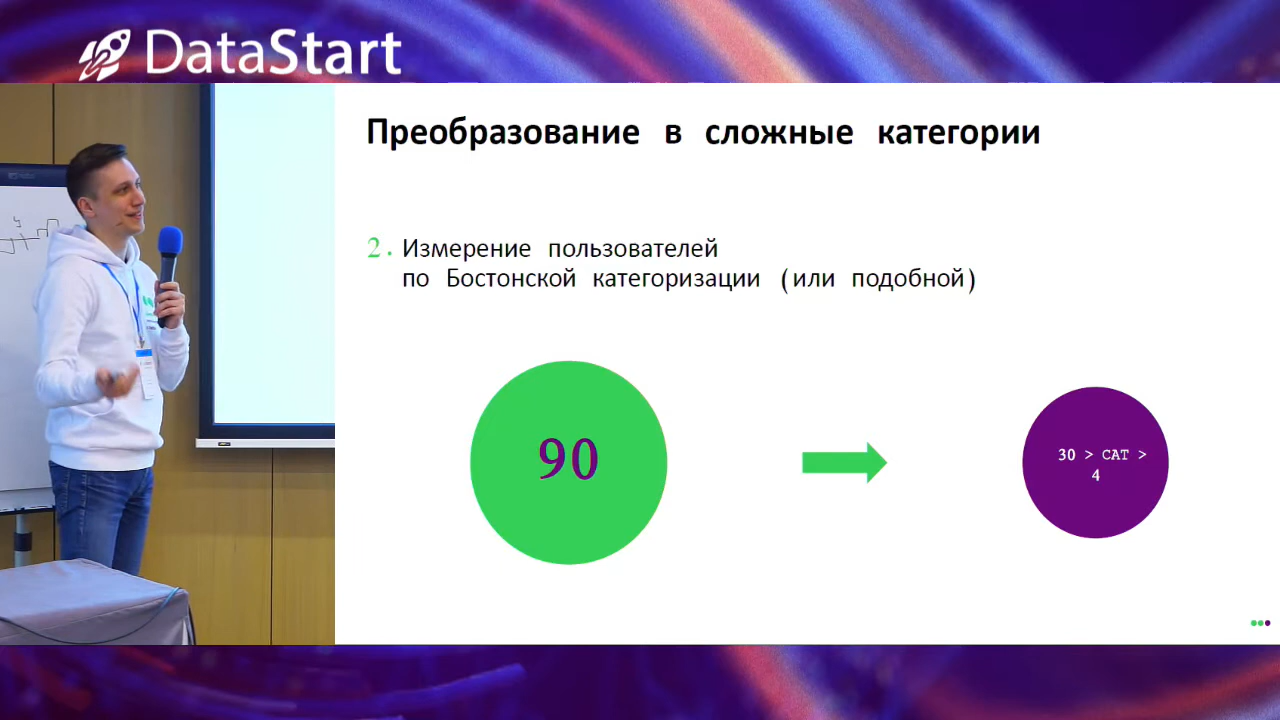 DataStart
Преобразование в сложные категории
2. Измерение пользователей
по Бостонской категоризации (или подобной)
90
30 > CAT >
4